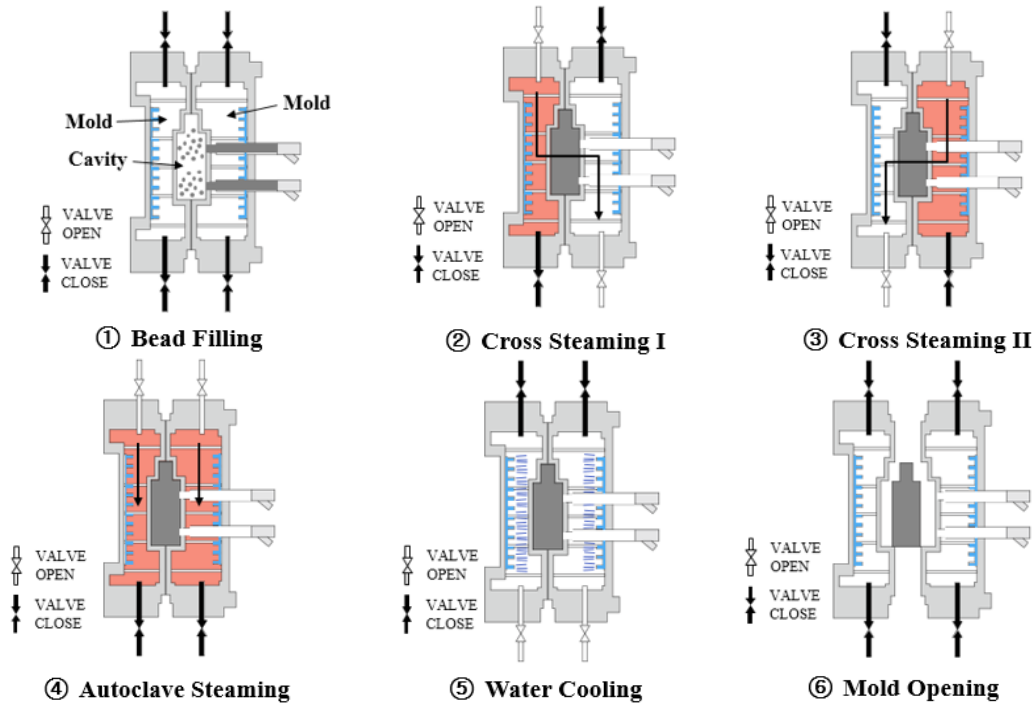 Mold
Mold
Cavity
VALVE
OPEN
VALVE
CLOSE
① Bead Filling
VALVE
OPEN
VALVE
CLOSE
② Cross Steaming I
VALVE
OPEN
VALVE
CLOSE
③ Cross Steaming II
VALVE
OPEN
VALVE
CLOSE
④ Autoclave Steaming
VALVE
OPEN
VALVE
CLOSE
⑤ Water Cooling
VALVE
OPEN
VALVE
CLOSE
⑥ Mold Opening